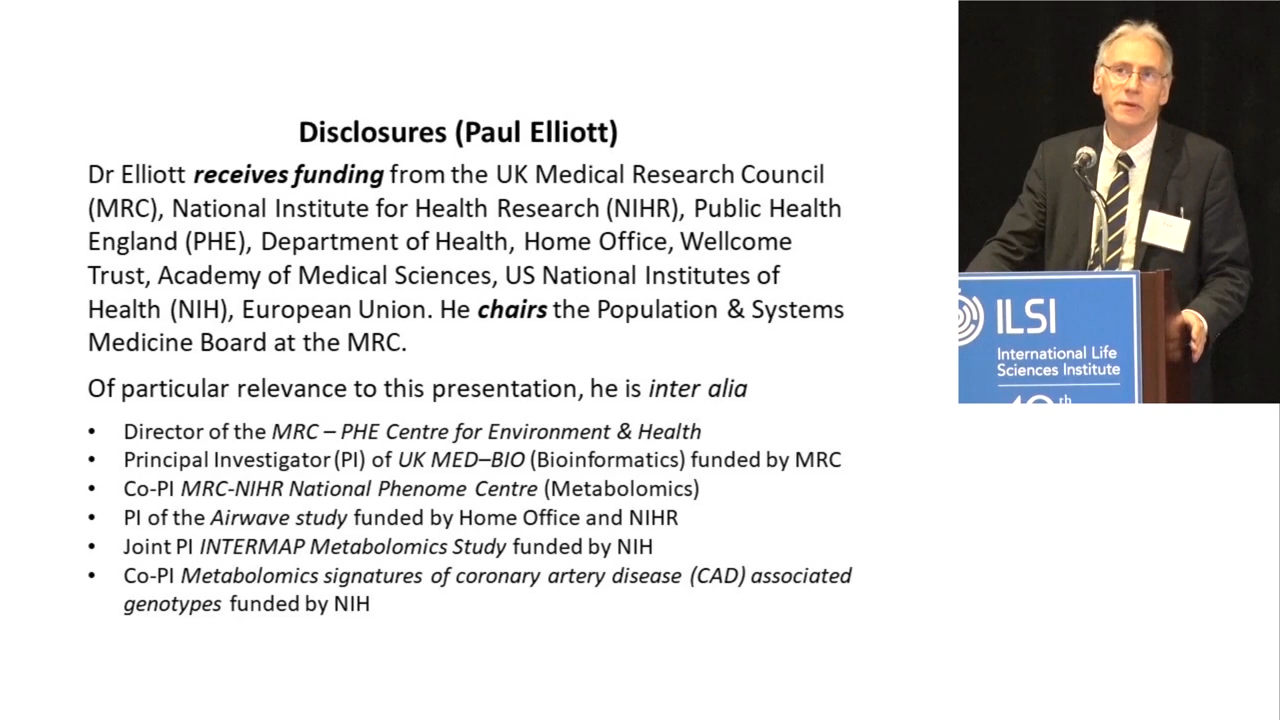 Disclosures (Paul Elliott)
Dr Elliott receives funding from the UK Medical Research Council
(MRC), National Institute for Health Research (NIHR), Public Health
England (PHE), Department of Health, Home Office, Wellcome
Trust, Academy of Medical Sciences, US National Institutes of
Health (NIH), European Union. He chairs the Population & Systems
Medicine Board at the MRC.
Of particular relevance to this presentation, he is inter alia
• Director of the MRC – PHE Centre for Environment & Health
• Principal Investigator (PI) of UK MED–BIO (Bioinformatics) funded by MRC
• Co-PI MRC-NIHR National Phenome Centre (Metabolomics)
• PI of the Airwave study funded by Home Office and NIHR
• Joint PI INTERMAP Metabolomics Study funded by NIH
• Co-PI Metabolomics signatures of coronary artery disease (CAD) associated
genotypes funded by NIH
ILSI
International Life
Sciences Institute